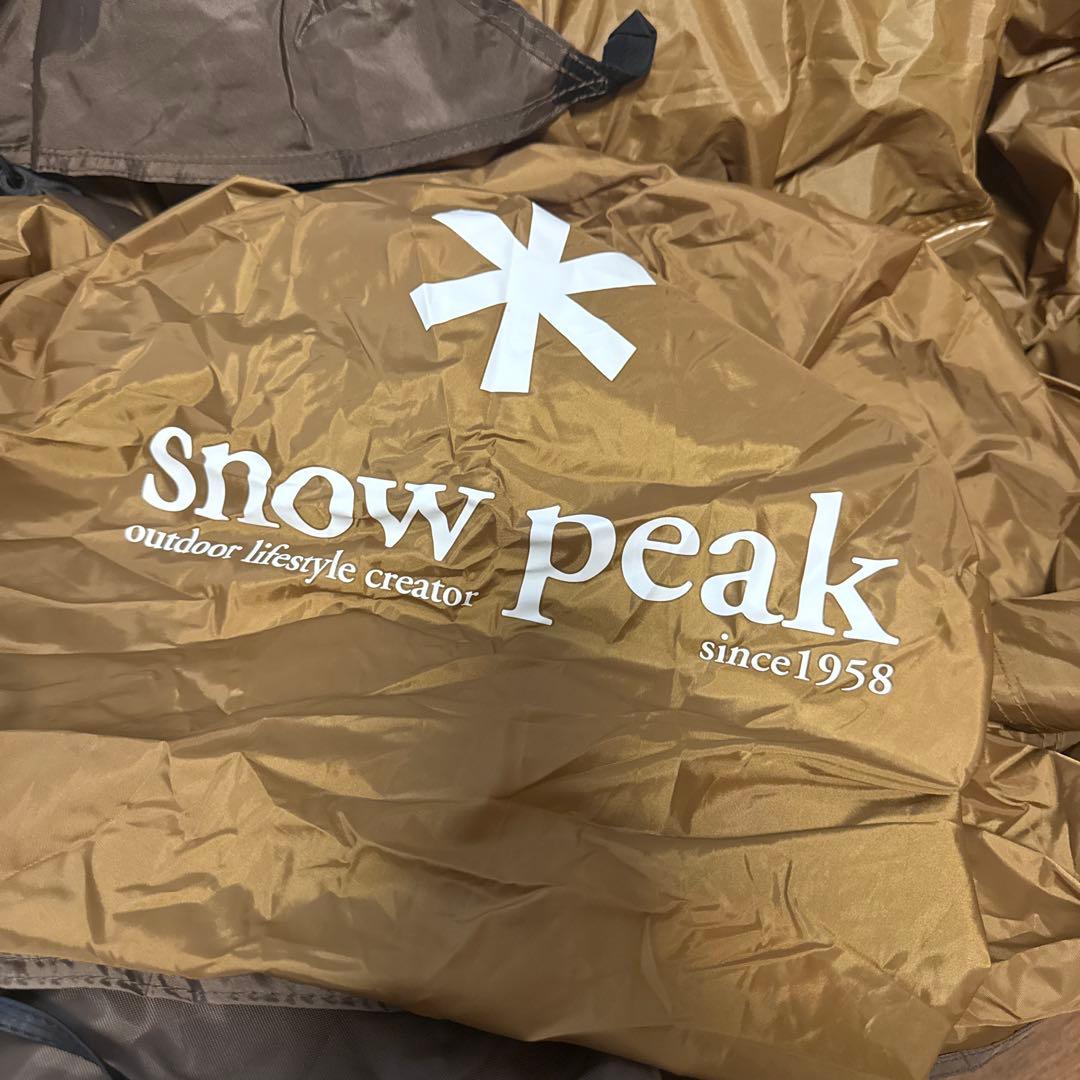 snow peak
outdoor lifestyle creator
since1958